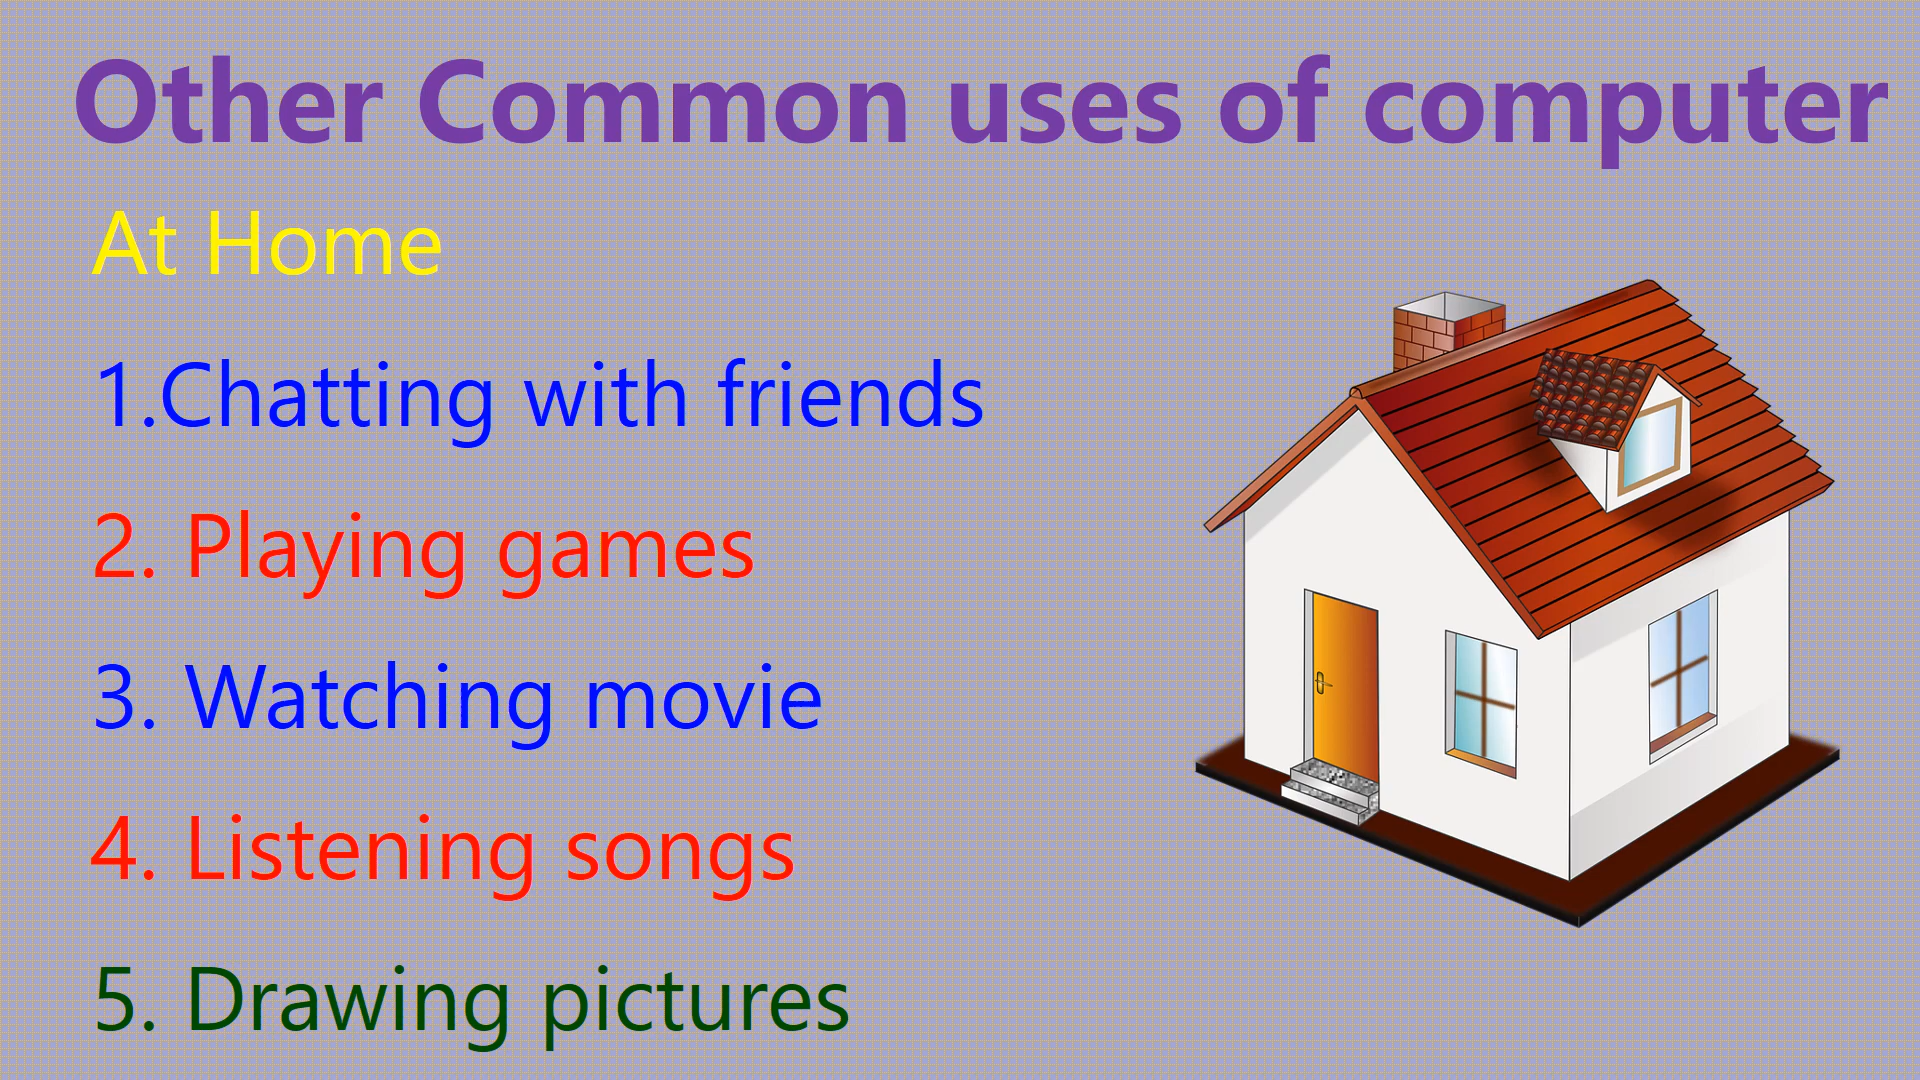 Other Common uses of computer
At Home
1.Chatting with friends
2. Playing games
3. Watching movie
4. Listening songs
5. Drawing pictures